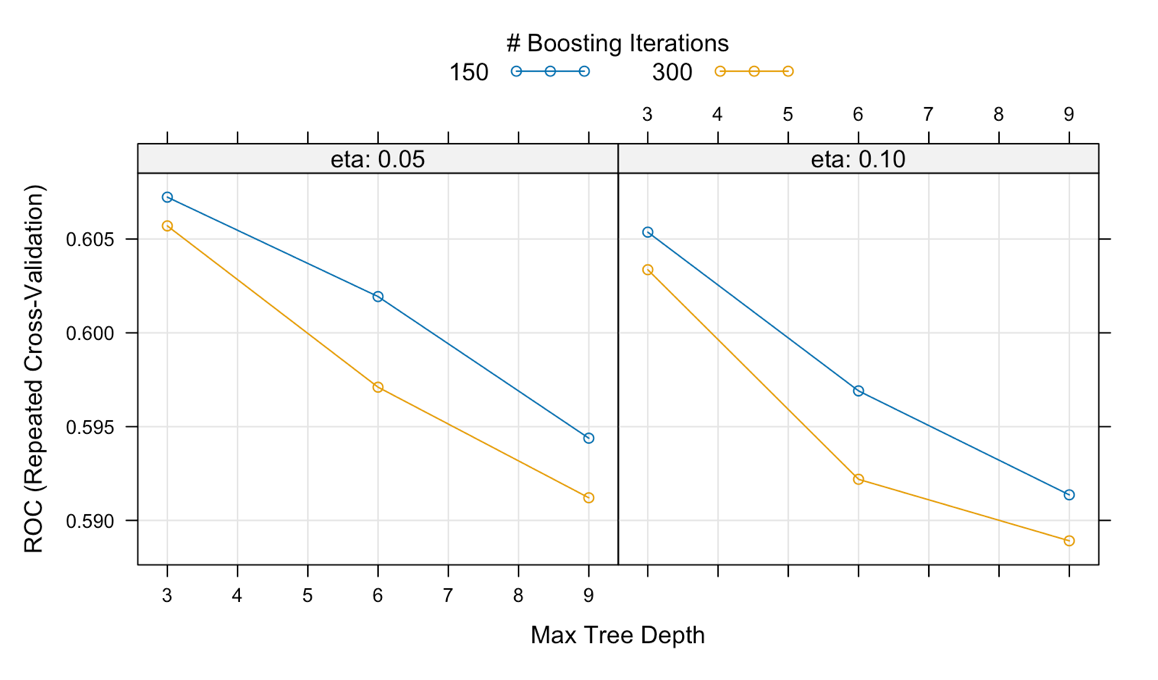 # Boosting Iterations
150 300
3 4 5 6 7 8 9
eta: 0.05 eta: 0.10
ROC (Repeated Cross-Validation)
0.605
0.600
0.595
0.590
3 4 5 6 7 8 9
Max Tree Depth